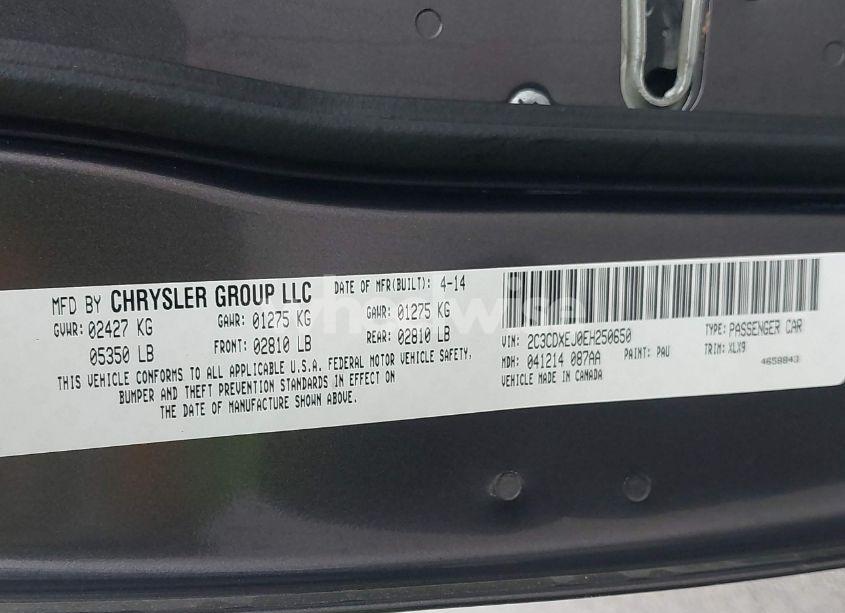 MFD BY CHRYSLER GROUP LLC DATE OF MFR(BUILT): 4-14
GVWR: 02427 KG GAWR: 01275 KG GAWR: 01275 KG
05350 LB FRONT: 02810 LB REAR: 02810 LB
THIS VEHICLE CONFORMS TO ALL APPLICABLE U.S.A. FEDERAL MOTOR VEHICLE SAFETY,
BUMPER AND THEFT PREVENTION STANDARDS IN EFFECT ON
THE DATE OF MANUFACTURE SHOWN ABOVE.
VIN: 2C3CDXEJ0EH250650 TYPE: PASSENGER CAR
MDH: 041214 087AA PAINT: PAU TRIM: XLX9
VEHICLE MADE IN CANADA 4658843